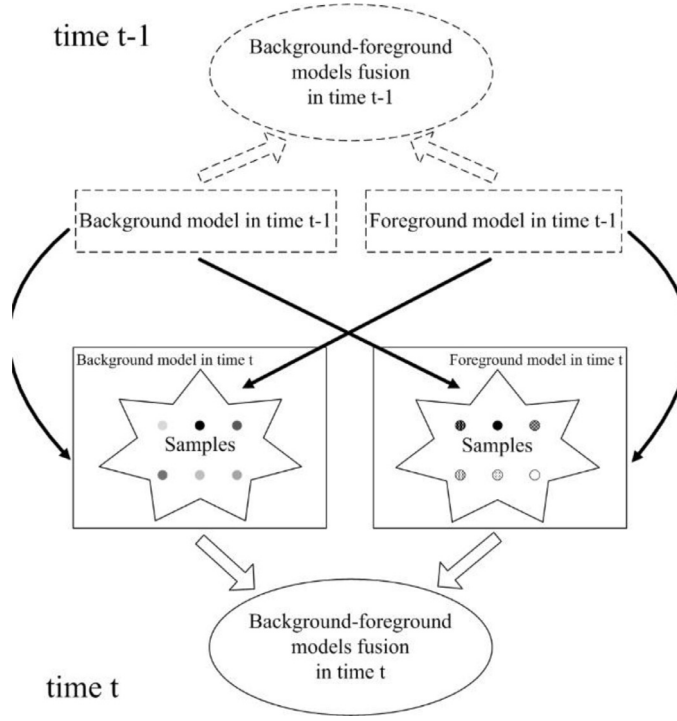 time t-1
Background-foreground
models fusion
in time t-1
Background model in time t-1
Foreground model in time t-1
Background model in time t
Foreground model in time t
Samples
Samples
Background-foreground
models fusion
in time t
time t